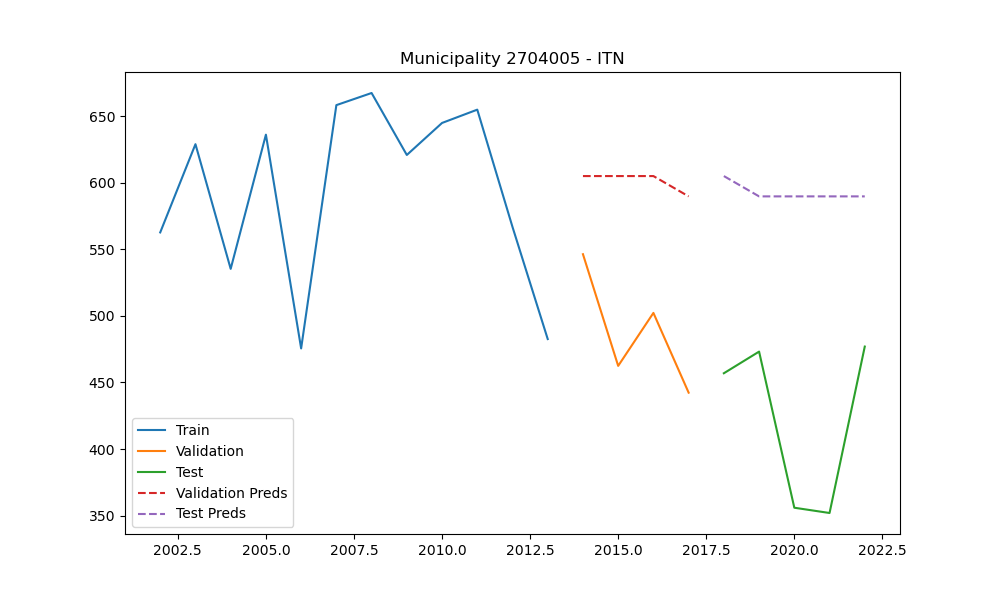 Municipality 2704005 - ITN
650
600
550
500
450
400
350
Train
Validation
Test
Validation Preds
Test Preds
2002.5 2005.0 2007.5 2010.0 2012.5 2015.0 2017.5 2020.0 2022.5